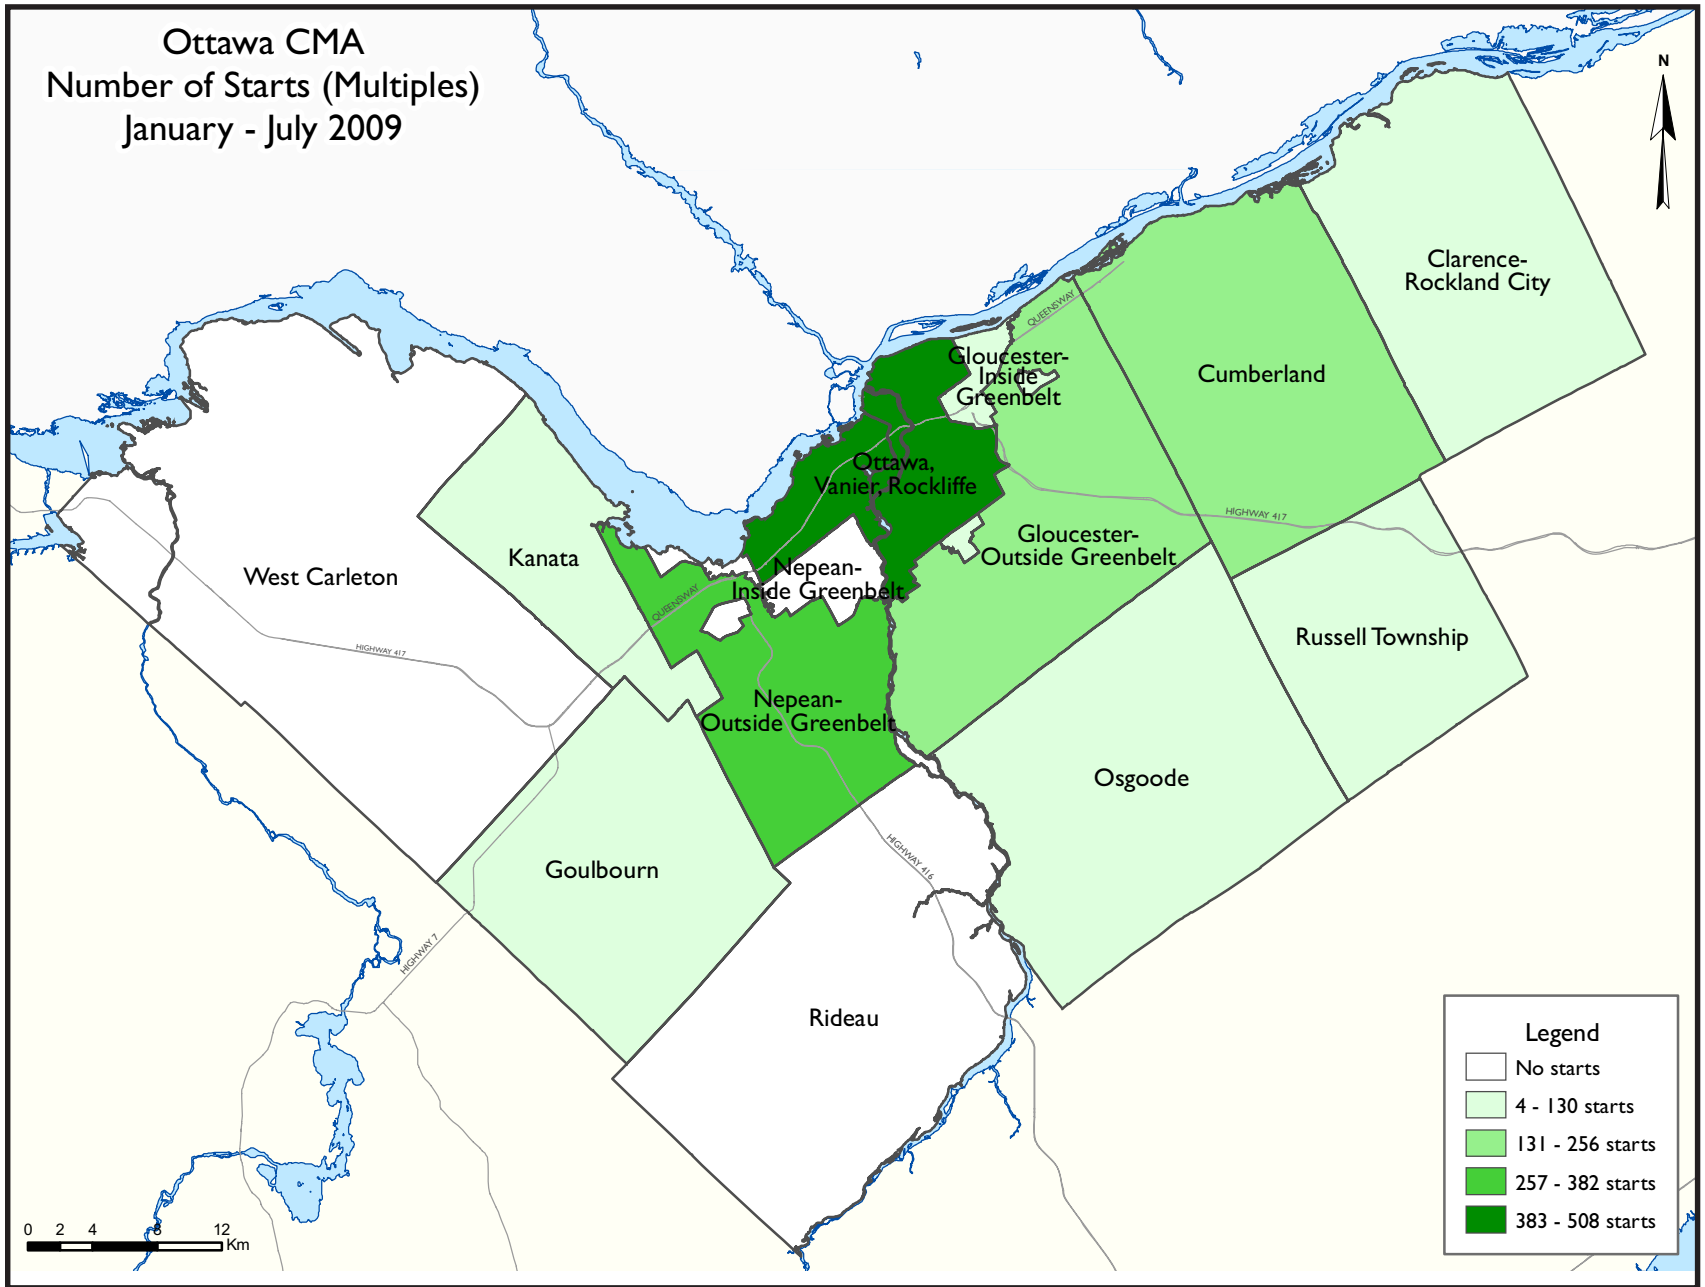 Ottawa CMA
Number of Starts (Multiples)
January - July 2009
N
Clarence-
Rockland City
QUEENSWAY
Gloucester-
Inside
Greenbelt
Cumberland
Ottawa,
Vanier, Rockliffe
HIGHWAY 417
Gloucester-
Outside Greenbelt
Kanata
West Carleton
Nepean-
Inside Greenbelt
QUEENSWAY
HIGHWAY 417
Russell Township
Nepean-
Outside Greenbelt
Osgoode
Goulbourn
HIGHWAY 416
HIGHWAY 7
Rideau
Legend
No starts
4 - 130 starts
131 - 256 starts
257 - 382 starts
383 - 508 starts
0 2 4 8 12
Km